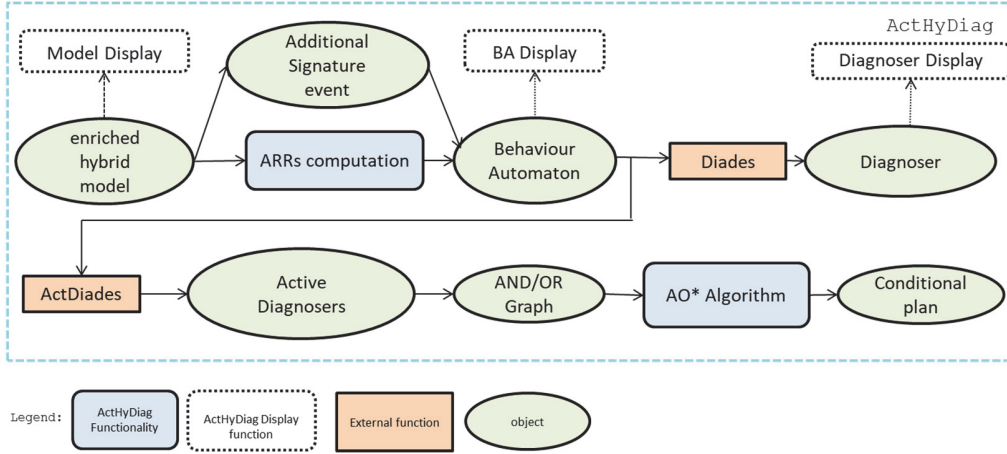 ActHyDiag
Model Display
Additional
Signature
event
BA Display
Diagnoser Display
enriched
hybrid
model
ARRs computation
Behaviour
Automaton
Diades
Diagnoser
ActDiades
Active
Diagnosers
AND/OR
Graph
AO* Algorithm
Conditional
plan
Legend:
ActHyDiag
Functionality
ActHyDiag Display
function
External function
object